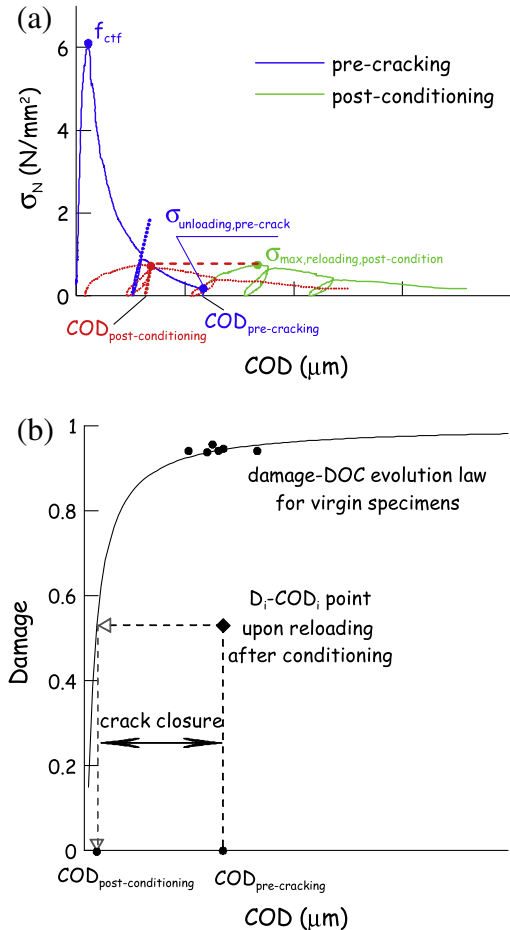 (a)
f_ctf
6
4
2
0
σ_N (N/mm²)
pre-cracking
post-conditioning
σ_unloading,pre-crack
σ_max,reloading,post-condition
COD_post-conditioning
COD_pre-cracking
COD (μm)
(b)
1
0.8
0.6
0.4
0.2
0
Damage
damage-DOC evolution law
for virgin specimens
D_i-COD_i point
upon reloading
after conditioning
crack closure
COD_post-conditioning
COD_pre-cracking
COD (μm)